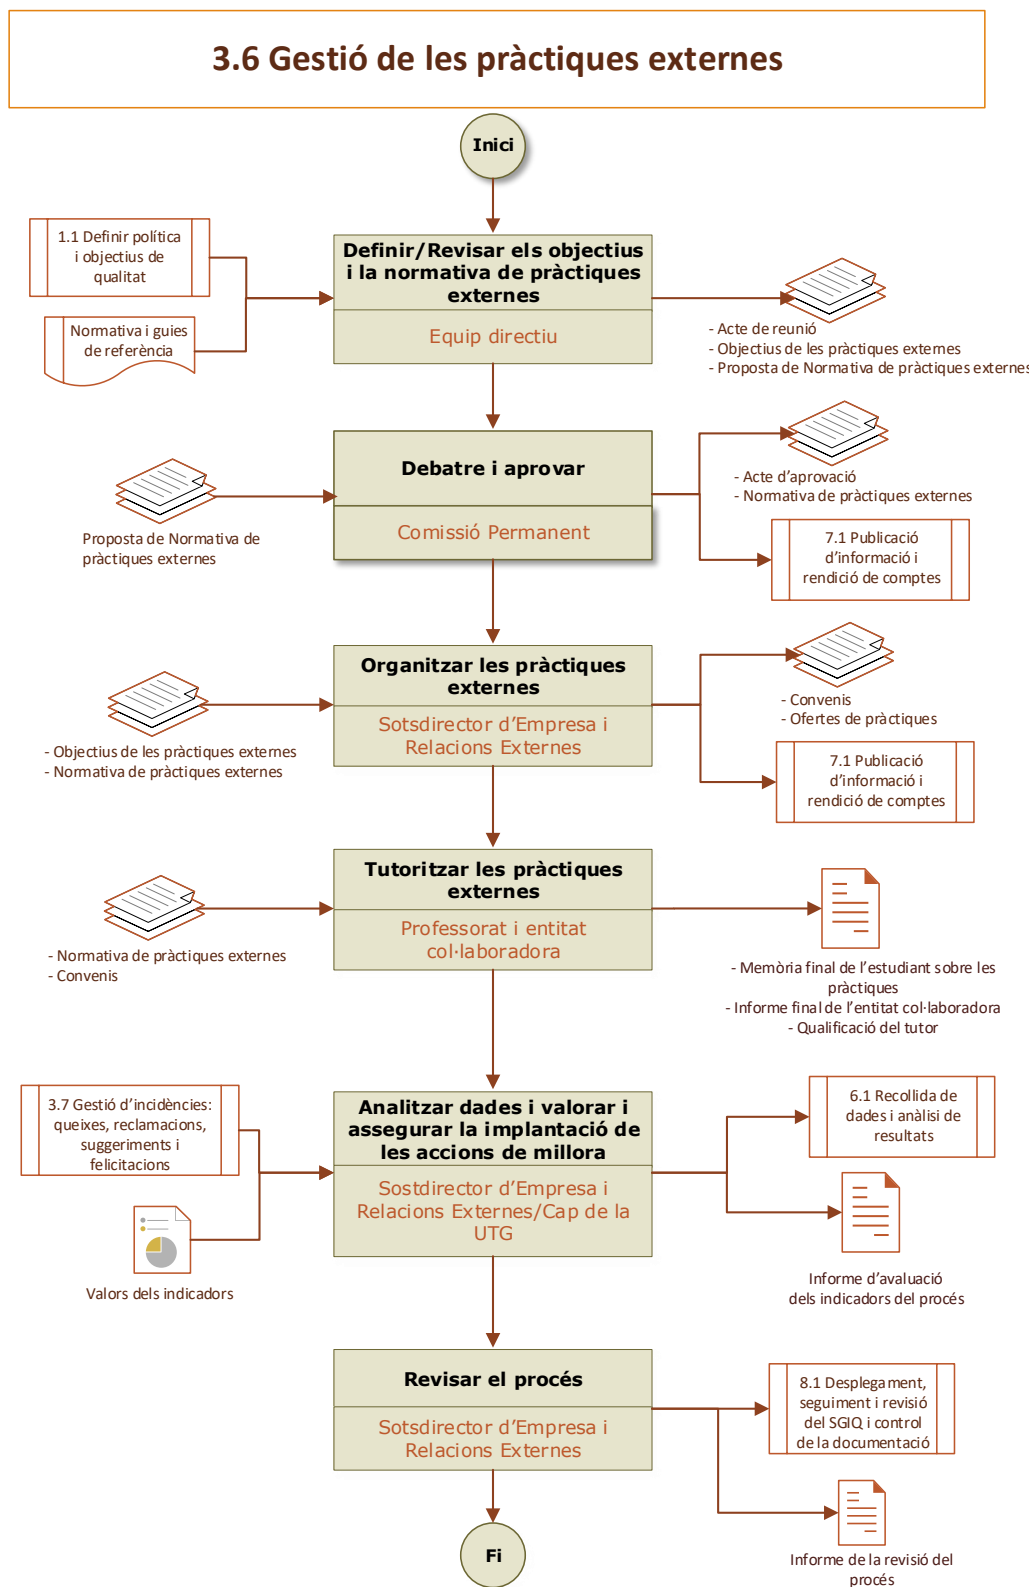 3.6 Gestió de les pràctiques externes
Inici
1.1 Definir política
i objectius de
qualitat
Normativa i guies
de referència
Definir/Revisar els objectius
i la normativa de pràctiques
externes
Equip directiu
- Acte de reunió
- Objectius de les pràctiques externes
- Proposta de Normativa de pràctiques externes
Proposta de Normativa de
pràctiques externes
Debatre i aprovar
Comissió Permanent
- Acte d'aprovació
- Normativa de pràctiques externes
7.1 Publicació
d'informació i
rendició de comptes
- Objectius de les pràctiques externes
- Normativa de pràctiques externes
Organitzar les pràctiques
externes
Sotsdirector d'Empresa i
Relacions Externes
- Convenis
- Ofertes de pràctiques
7.1 Publicació
d'informació i
rendició de comptes
- Normativa de pràctiques externes
- Convenis
Tutoritzar les pràctiques
externes
Professorat i entitat
col·laboradora
- Memòria final de l'estudiant sobre les
pràctiques
- Informe final de l'entitat col·laboradora
- Qualificació del tutor
3.7 Gestió d'incidències:
queixes, reclamacions,
suggeriments i
felicitacions
Valors dels indicadors
Analitzar dades i valorar i
assegurar la implantació de
les accions de millora
Sostdirector d'Empresa i
Relacions Externes/Cap de la
UTG
6.1 Recollida de
dades i anàlisi de
resultats
Informe d'avaluació
dels indicadors del procés
Revisar el procés
Sotsdirector d'Empresa i
Relacions Externes
8.1 Desplegament,
seguiment i revisió
del SGIQ i control
de la documentació
Informe de la revisió del
procés
Fi